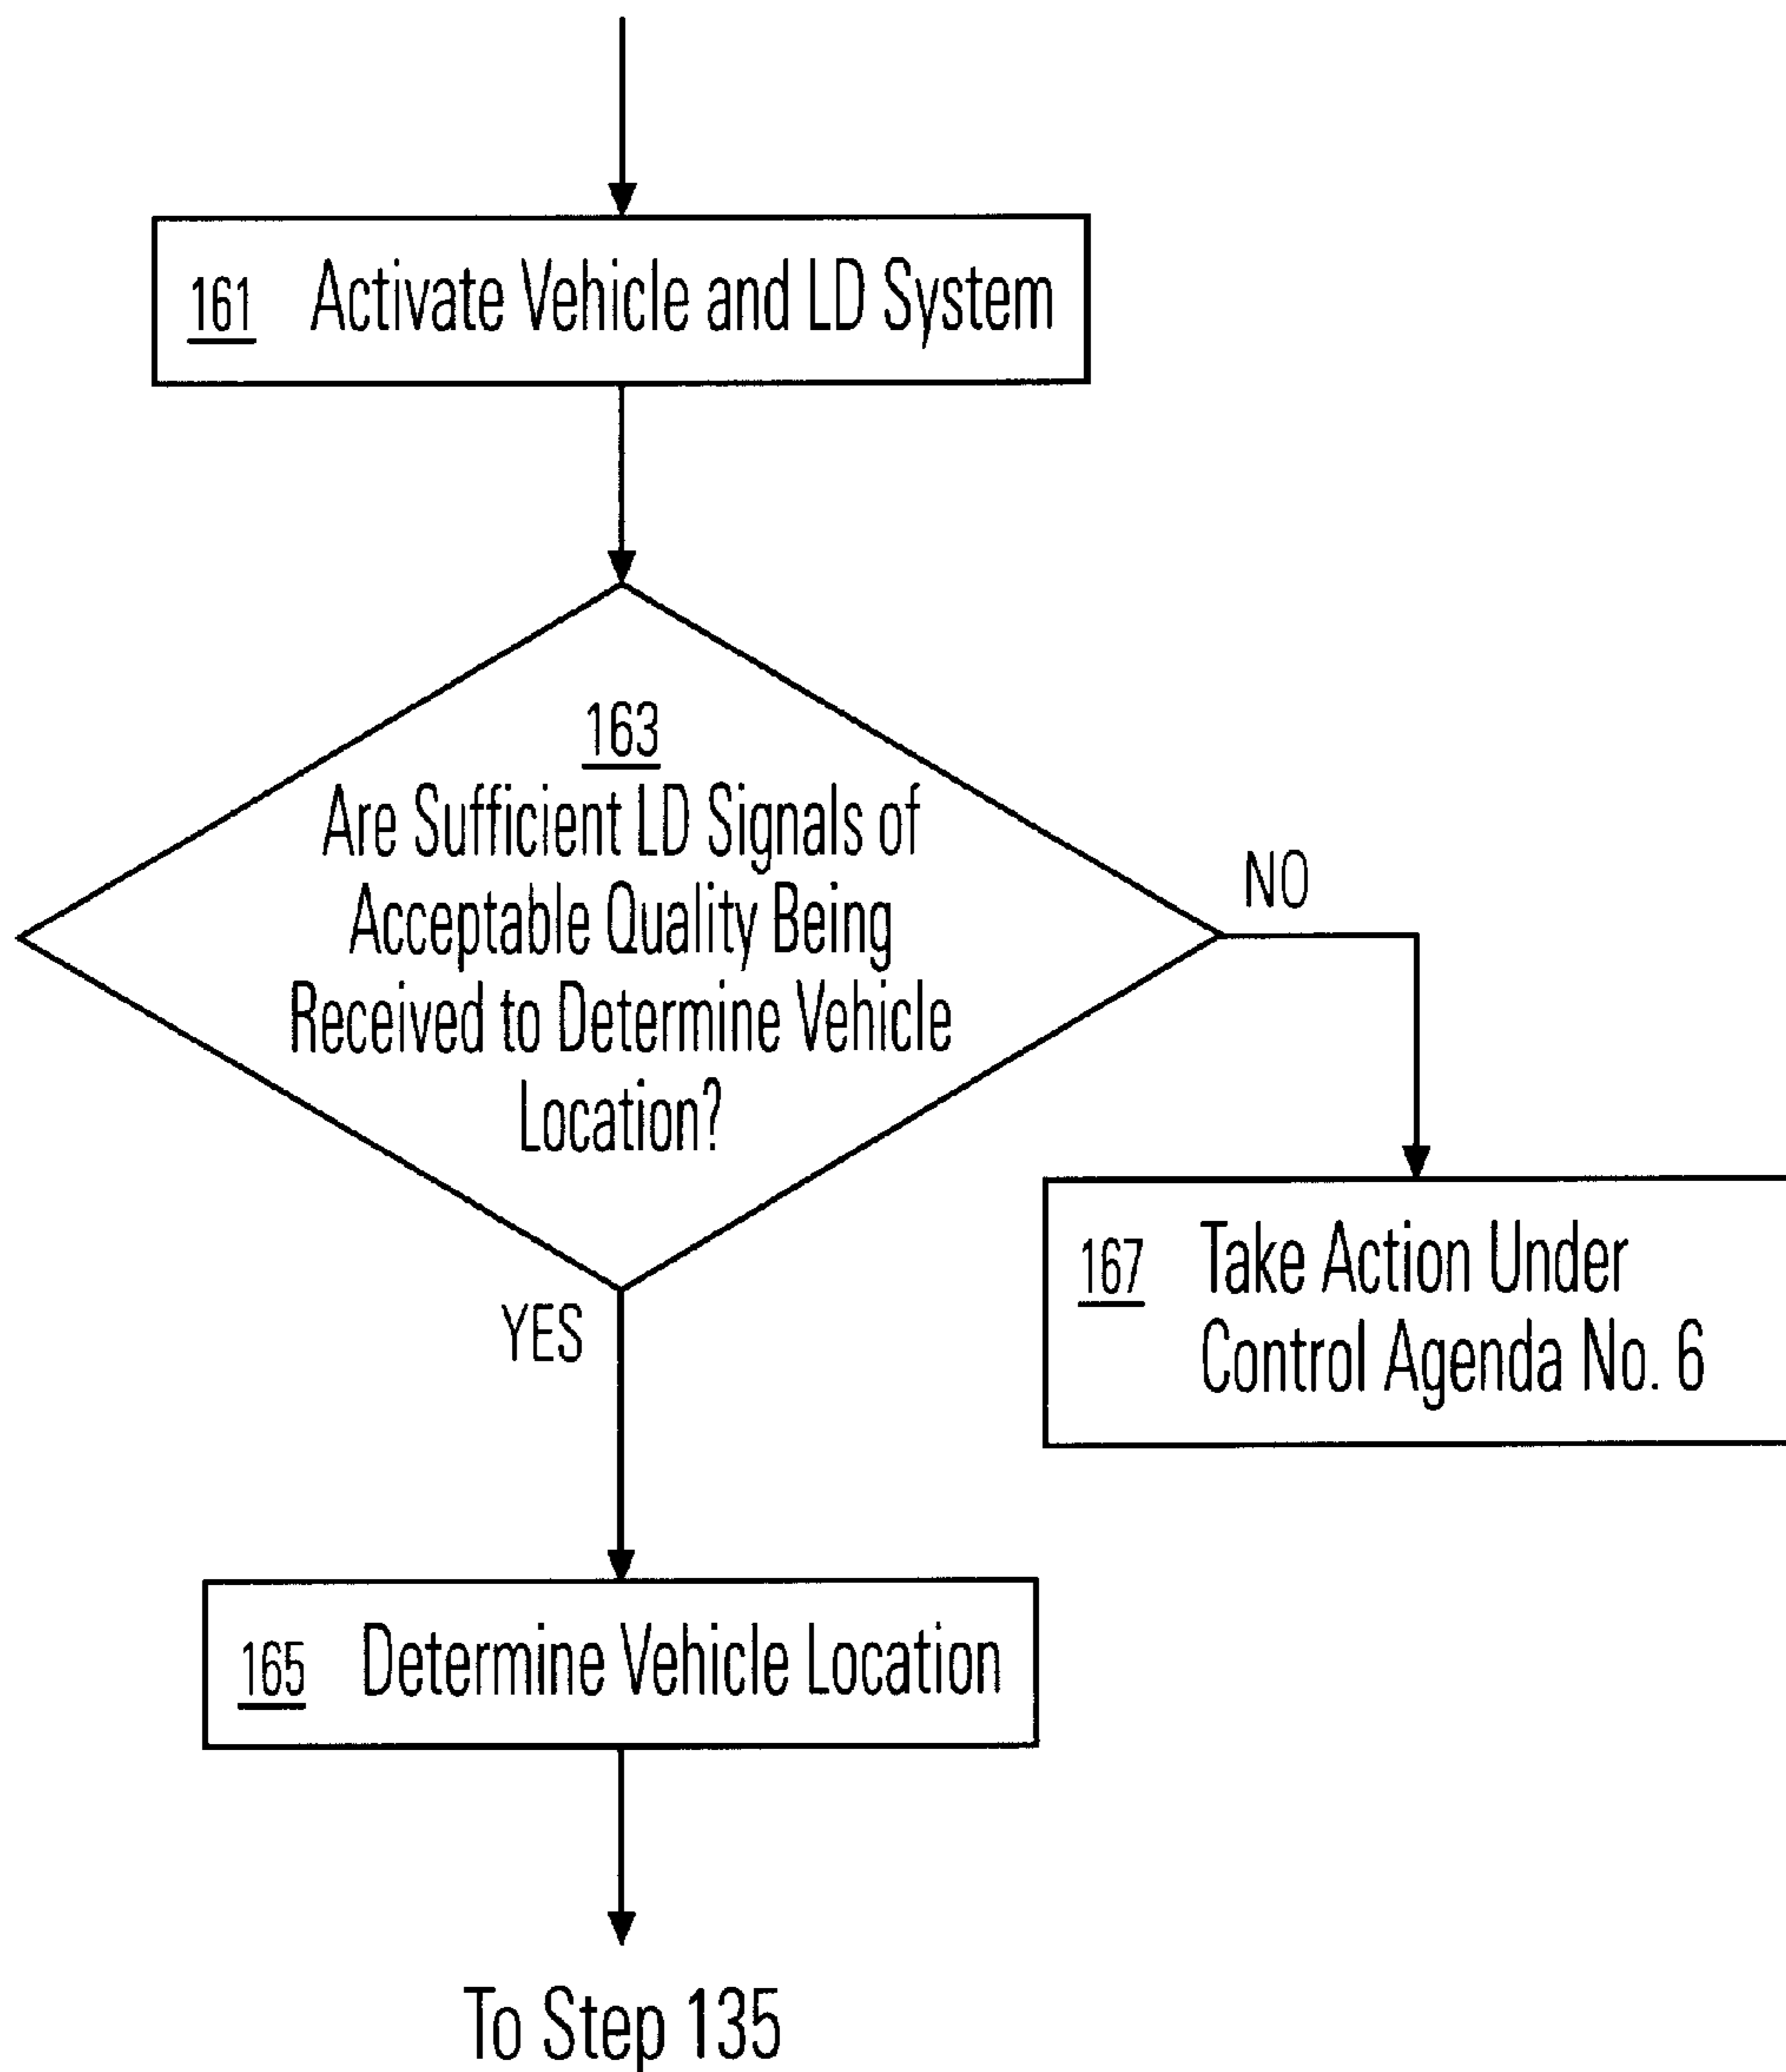 161 Activate Vehicle and LD System
163
Are Sufficient LD Signals of
Acceptable Quality Being
Received to Determine Vehicle
Location?
NO
167 Take Action Under
Control Agenda No. 6
YES
165 Determine Vehicle Location
To Step 135